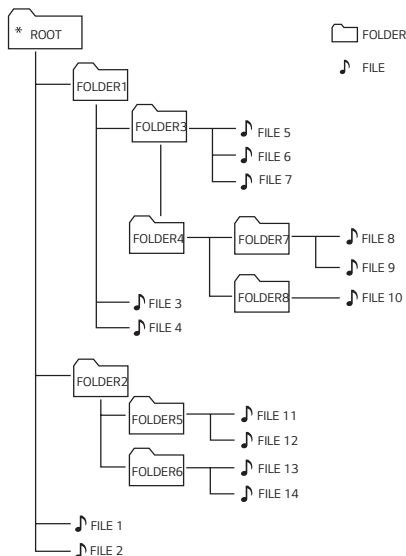 * ROOT
FOLDER
FILE
FOLDER1
FOLDER3
FILE 5
FILE 6
FILE 7
FOLDER4
FOLDER7
FILE 8
FILE 9
FOLDER8
FILE 10
FILE 3
FILE 4
FOLDER2
FOLDER5
FILE 11
FILE 12
FOLDER6
FILE 13
FILE 14
FILE 1
FILE 2